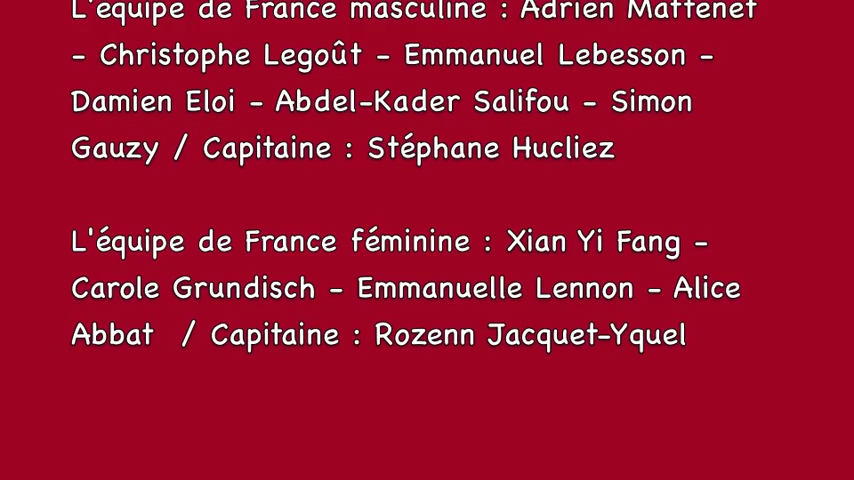 L'équipe de France masculine : Adrien Mattenet
- Christophe Legoût - Emmanuel Lebesson -
Damien Eloi - Abdel-Kader Salifou - Simon
Gauzy / Capitaine : Stéphane Hucliez
L'équipe de France féminine : Xian Yi Fang -
Carole Grundisch - Emmanuelle Lennon - Alice
Abbat / Capitaine : Rozenn Jacquet-Yquel